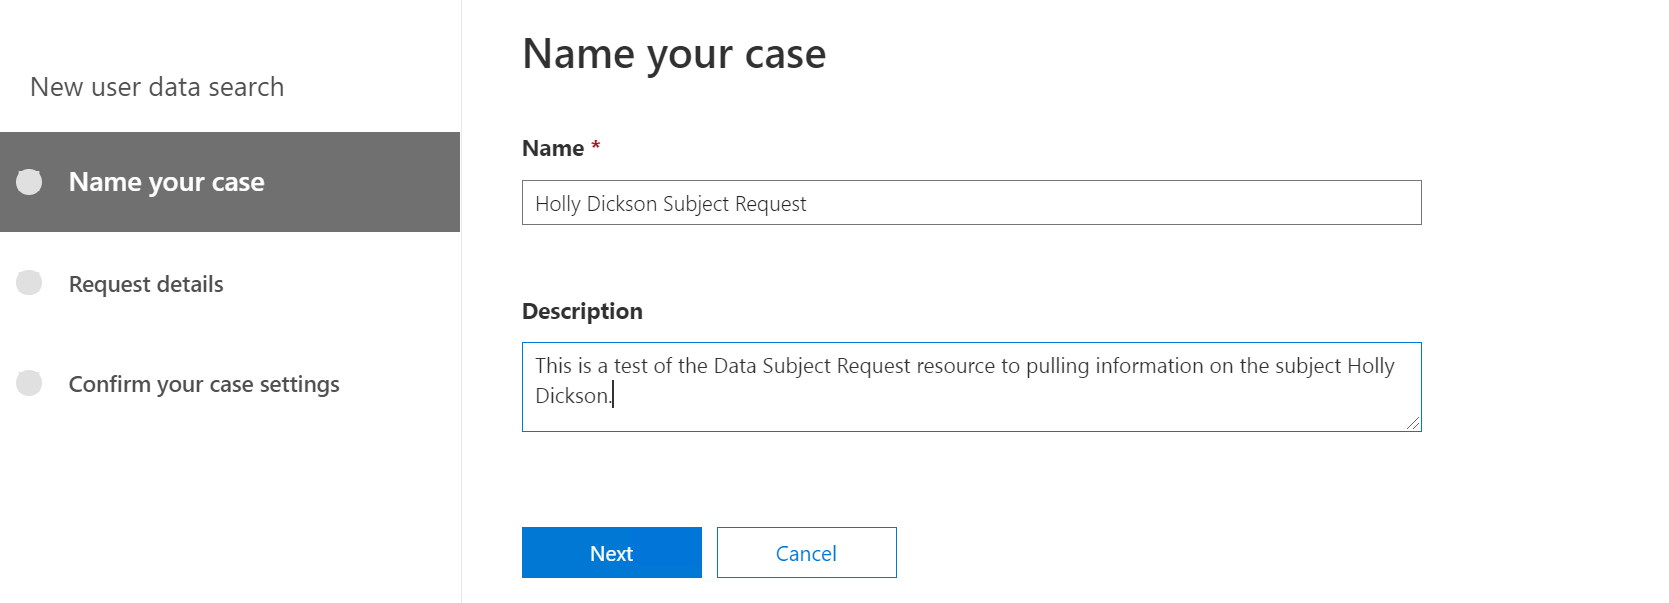 New user data search
Name your case
Request details
Confirm your case settings
Name your case
Name *
Holly Dickson Subject Request
Description
This is a test of the Data Subject Request resource to pulling information on the subject Holly
Dickson.
Next
Cancel